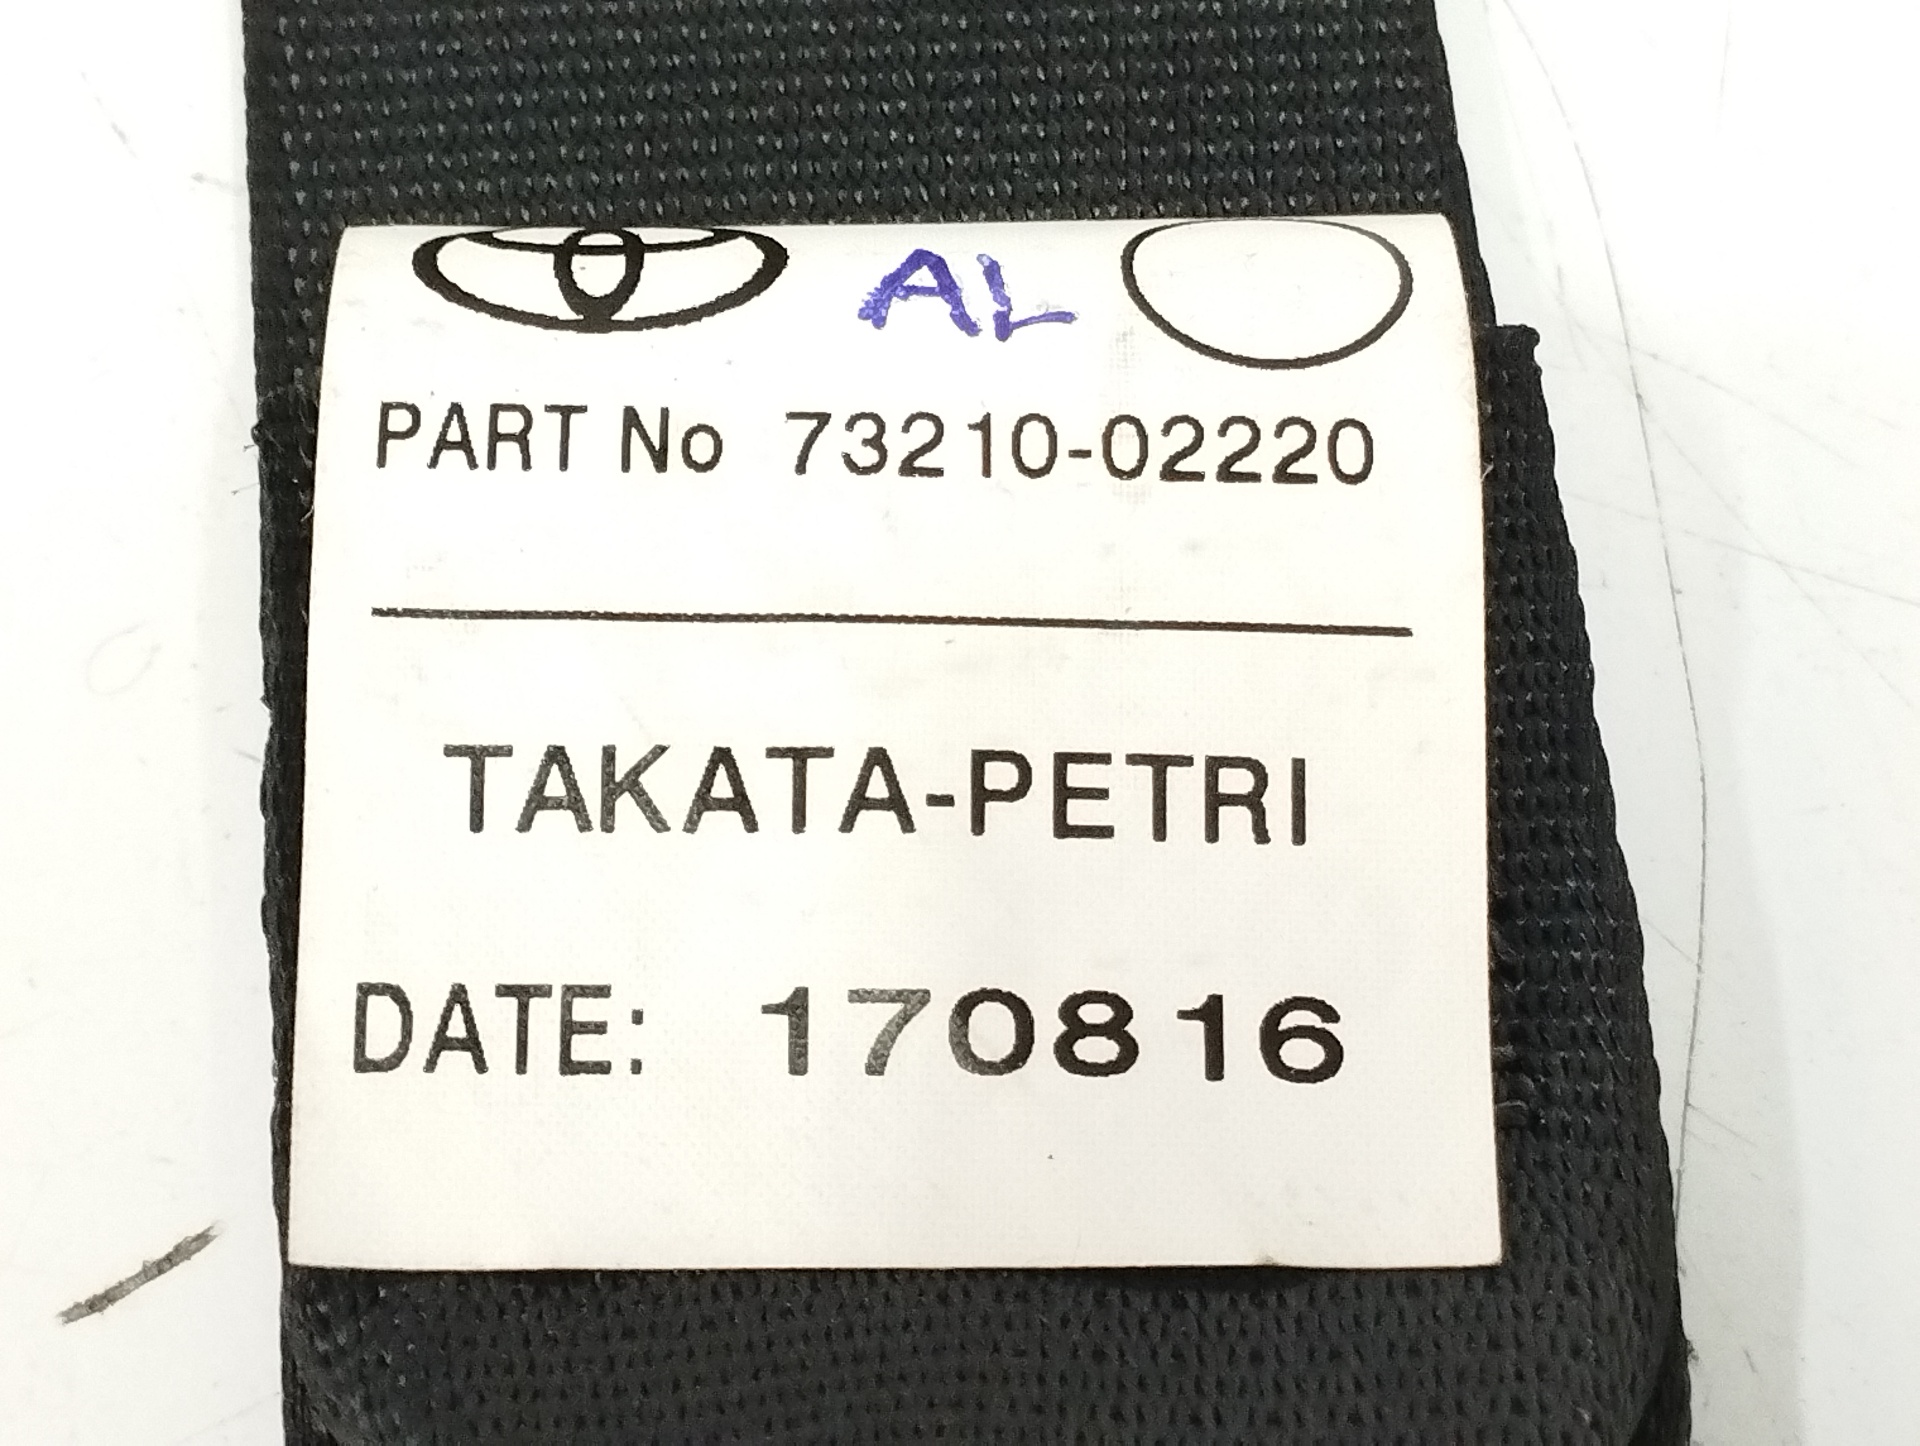 AL
PART No 73210-02220
TAKATA-PETRI
DATE: 170816